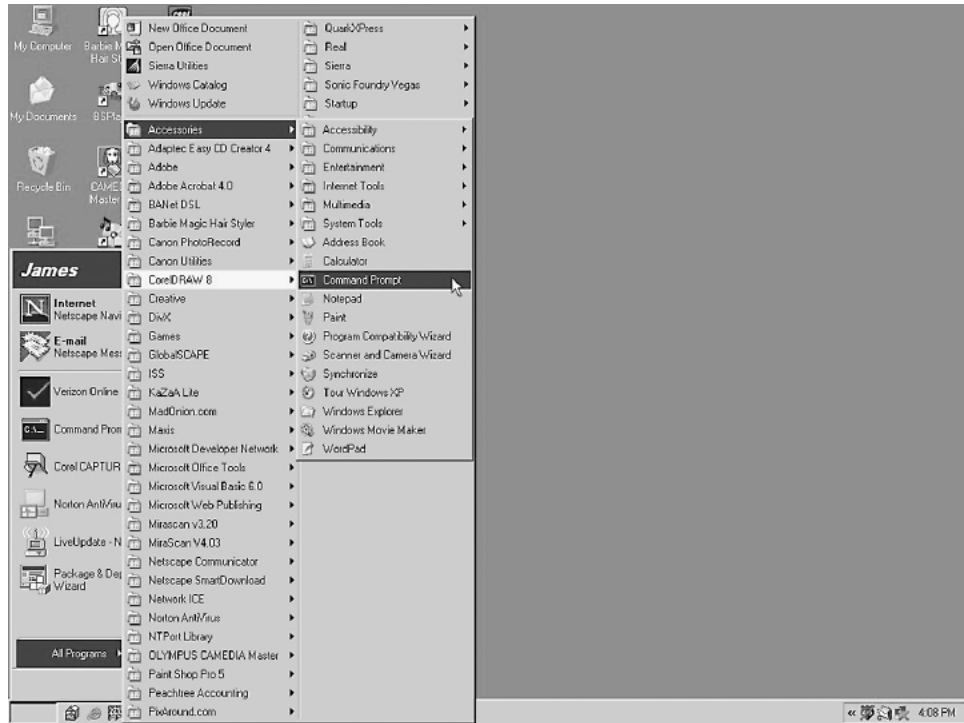 My Computer
Barbie M
Hair St
My Documents
BSPla
Recycle Bin
CAMED
Master
James
Internet
Netscape Navi
E-mail
Netscape Mess
Verizon Online
Command Prom
Corel CAPTUR
Norton AntiViru
LiveUpdate - N
Package & Dep
Wizard
All Programs
New Office Document
Open Office Document
Sierra Utilities
Windows Catalog
Windows Update
Accessories
Adaptec Easy CD Creator 4
Adobe
Adobe Acrobat 4.0
BANet DSL
Barbie Magic Hair Styler
Canon PhotoRecord
Canon Utilities
CorelDRAW 8
Creative
DivX
Games
GlobalSCAPE
ISS
KaZaA Lite
MadOnion.com
Maxis
Microsoft Developer Network
Microsoft Office Tools
Microsoft Visual Basic 6.0
Microsoft Web Publishing
Mirascan v3.20
MiraScan V4.03
Netscape Communicator
Netscape SmartDownload
Network ICE
Norton AntiVirus
NTPort Library
OLYMPUS CAMEDIA Master
Paint Shop Pro 5
Peachtree Accounting
PixAround.com
QuarkXPress
Real
Sierra
Sonic Foundry Vegas
Startup
Accessibility
Communications
Entertainment
Internet Tools
Multimedia
System Tools
Address Book
Calculator
Command Prompt
Notepad
Paint
Program Compatibility Wizard
Scanner and Camera Wizard
Synchronize
Tour Windows XP
Windows Explorer
Windows Movie Maker
WordPad
4:08 PM